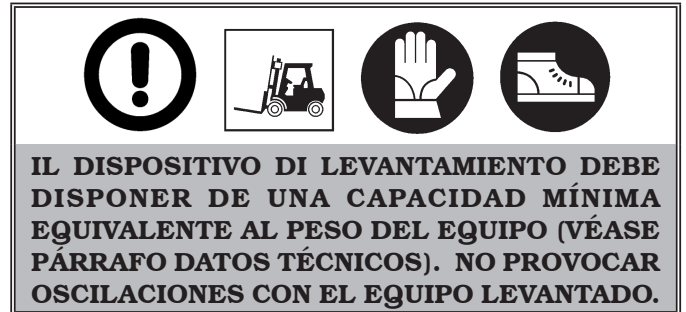 IL DISPOSITIVO DI LEVANTAMIENTO DEBE
DISPONER DE UNA CAPACIDAD MÍNIMA
EQUIVALENTE AL PESO DEL EQUIPO (VÉASE
PÁRRAFO DATOS TÉCNICOS). NO PROVOCAR
OSCILACIONES CON EL EQUIPO LEVANTADO.